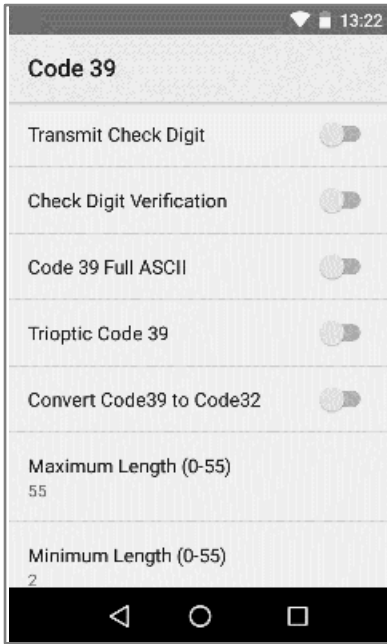 13:22
Code 39
Transmit Check Digit
Check Digit Verification
Code 39 Full ASCII
Trioptic Code 39
Convert Code39 to Code32
Maximum Length (0-55)
55
Minimum Length (0-55)
2